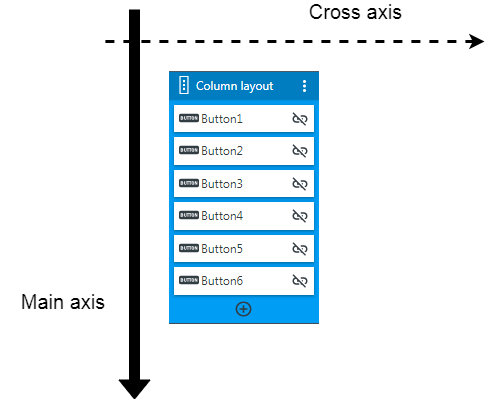 Cross axis
Column layout
BUTTON Button1
BUTTON Button2
BUTTON Button3
BUTTON Button4
BUTTON Button5
BUTTON Button6
Main axis